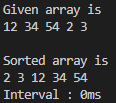 Given array is
12 34 54 2 3

Sorted array is
2 3 12 34 54
Interval : 0ms